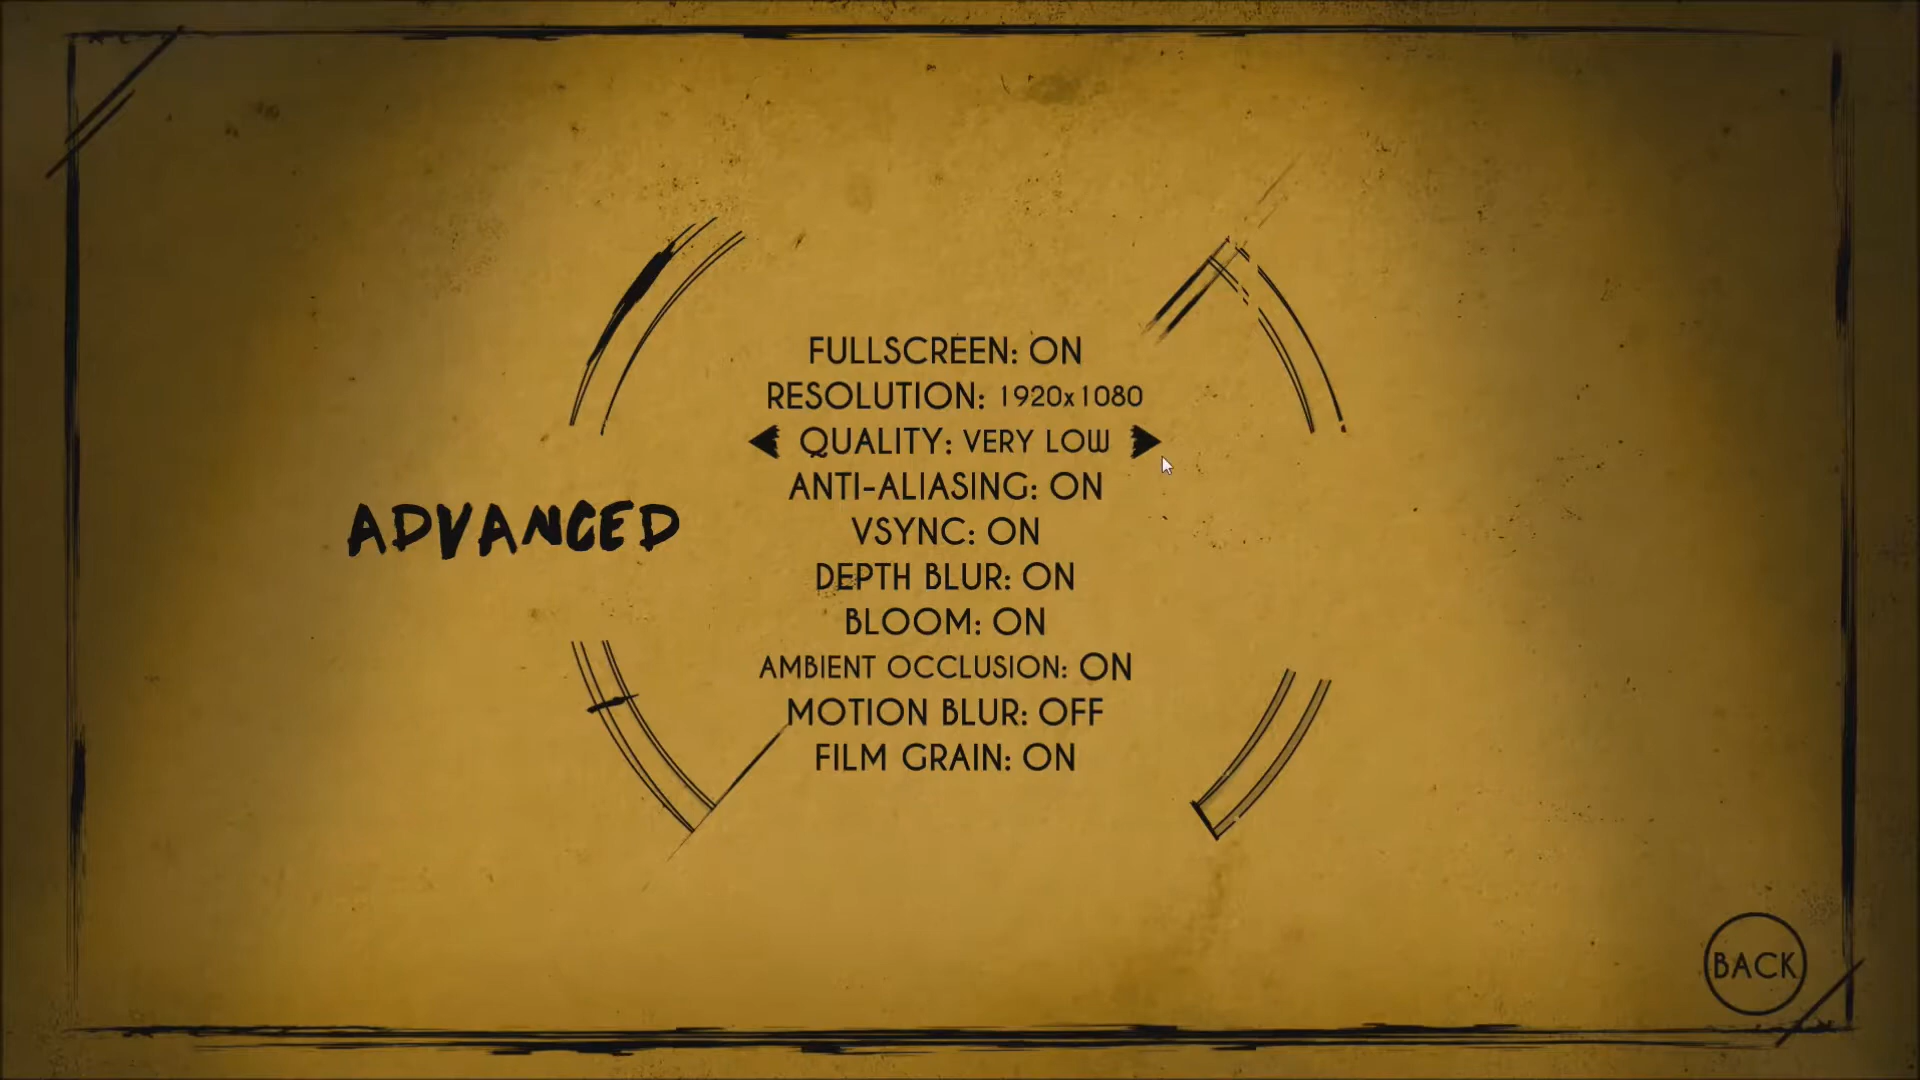 FULLSCREEN: ON
RESOLUTION: 1920x1080
QUALITY: VERY LOW
ANTI-ALIASING: ON
ADVANCED
VSYNC: ON
DEPTH BLUR: ON
BLOOM: ON
AMBIENT OCCLUSION: ON
MOTION BLUR: OFF
FILM GRAIN: ON
BACK